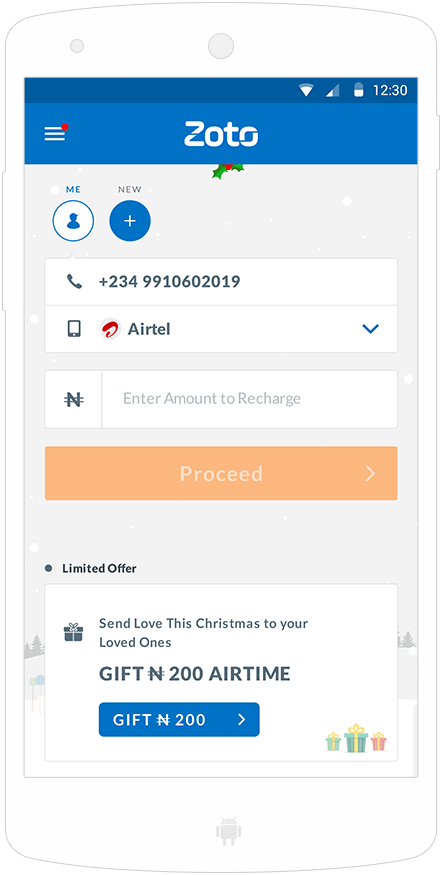 12:30
Zoto
ME NEW
+234 9910602019
Airtel
₦ Enter Amount to Recharge
Proceed
Limited Offer
Send Love This Christmas to your
Loved Ones
GIFT ₦ 200 AIRTIME
GIFT ₦ 200